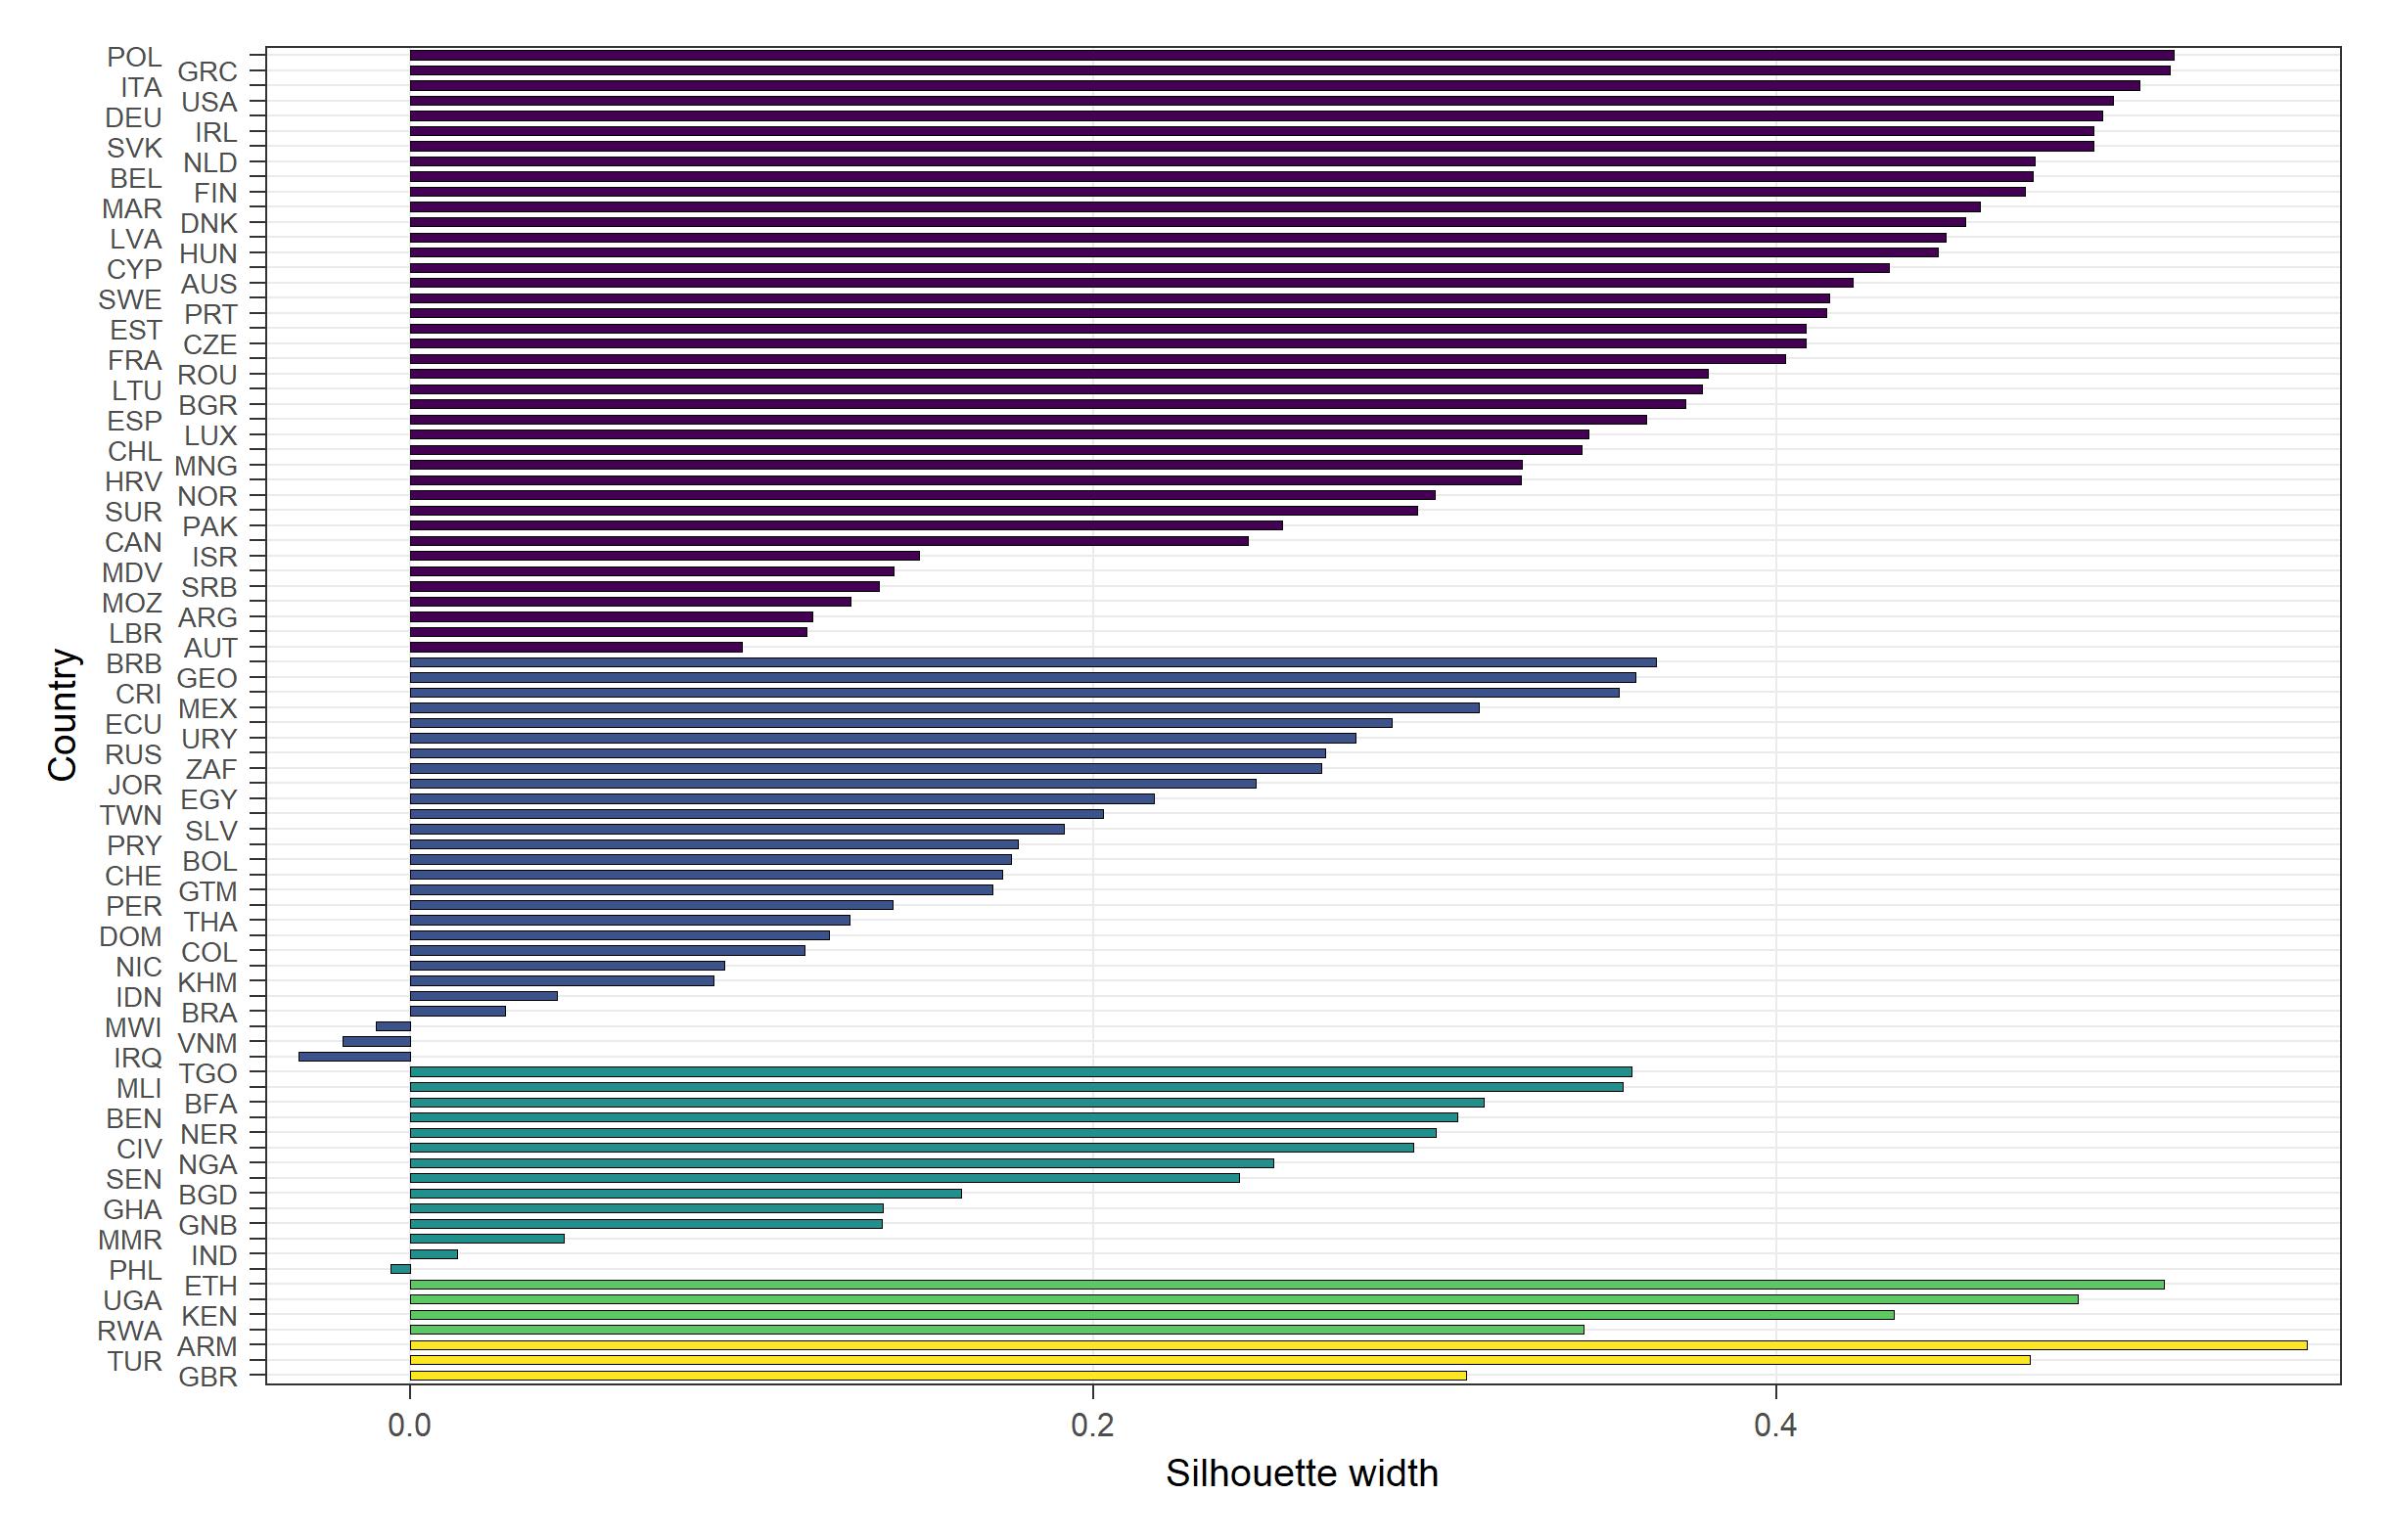 POL
GRC
ITA
USA
DEU
IRL
SVK
NLD
BEL
FIN
MAR
DNK
LVA
HUN
CYP
AUS
SWE
PRT
EST
CZE
FRA
ROU
LTU
BGR
ESP
LUX
CHL
MNG
HRV
NOR
SUR
PAK
CAN
ISR
MDV
SRB
MOZ
ARG
LBR
AUT
BRB
GEO
CRI
MEX
ECU
URY
RUS
ZAF
JOR
EGY
TWN
SLV
PRY
BOL
CHE
GTM
PER
THA
DOM
COL
NIC
KHM
IDN
BRA
MWI
VNM
IRQ
TGO
MLI
BFA
BEN
NER
CIV
NGA
SEN
BGD
GHA
GNB
MMR
IND
PHL
ETH
UGA
KEN
RWA
ARM
TUR
GBR
Country
0.0 0.2 0.4
Silhouette width